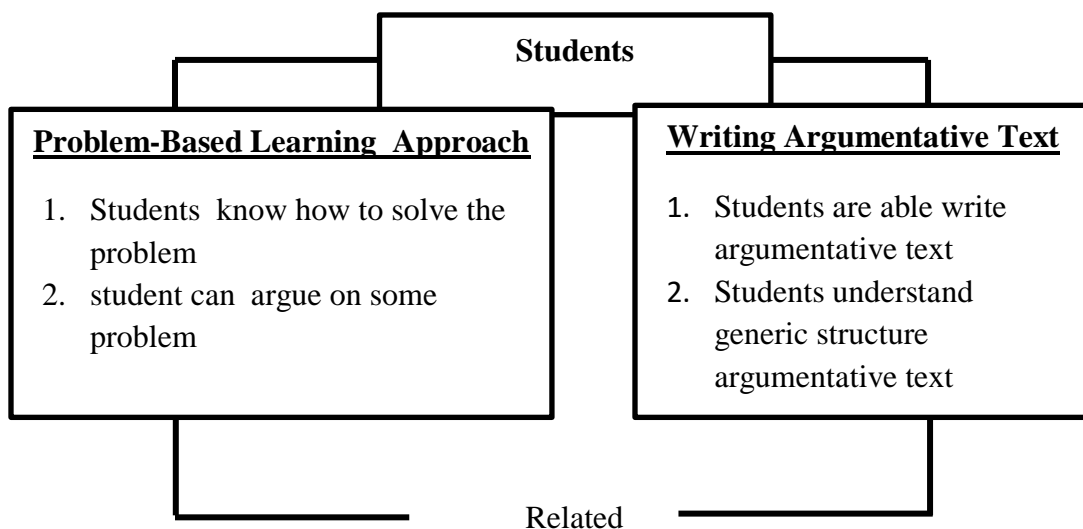 Students
Problem-Based Learning Approach
1. Students know how to solve the
problem
2. student can argue on some
problem
Writing Argumentative Text
1. Students are able write
argumentative text
2. Students understand
generic structure
argumentative text
Related